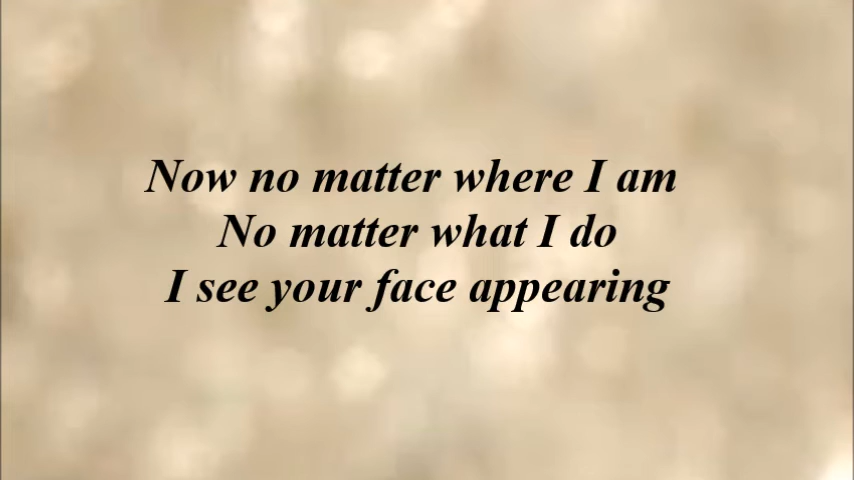 Now no matter where I am
No matter what I do
I see your face appearing